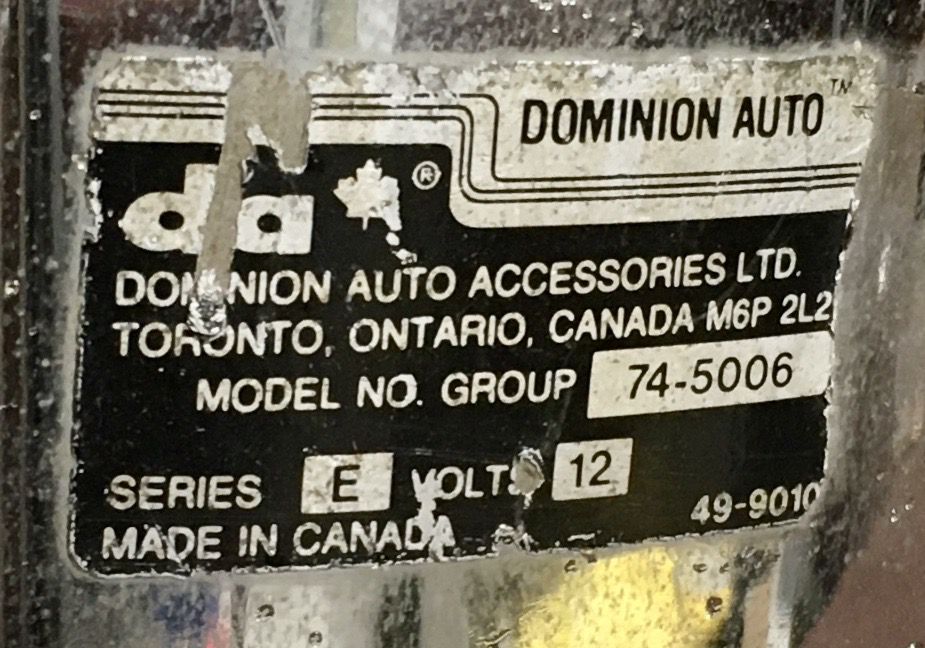 DOMINION AUTO™
da ®
DOMINION AUTO ACCESSORIES LTD.
TORONTO, ONTARIO, CANADA M6P 2L2
MODEL NO. GROUP 74-5006
SERIES E VOLTS 12
49-9010
MADE IN CANADA